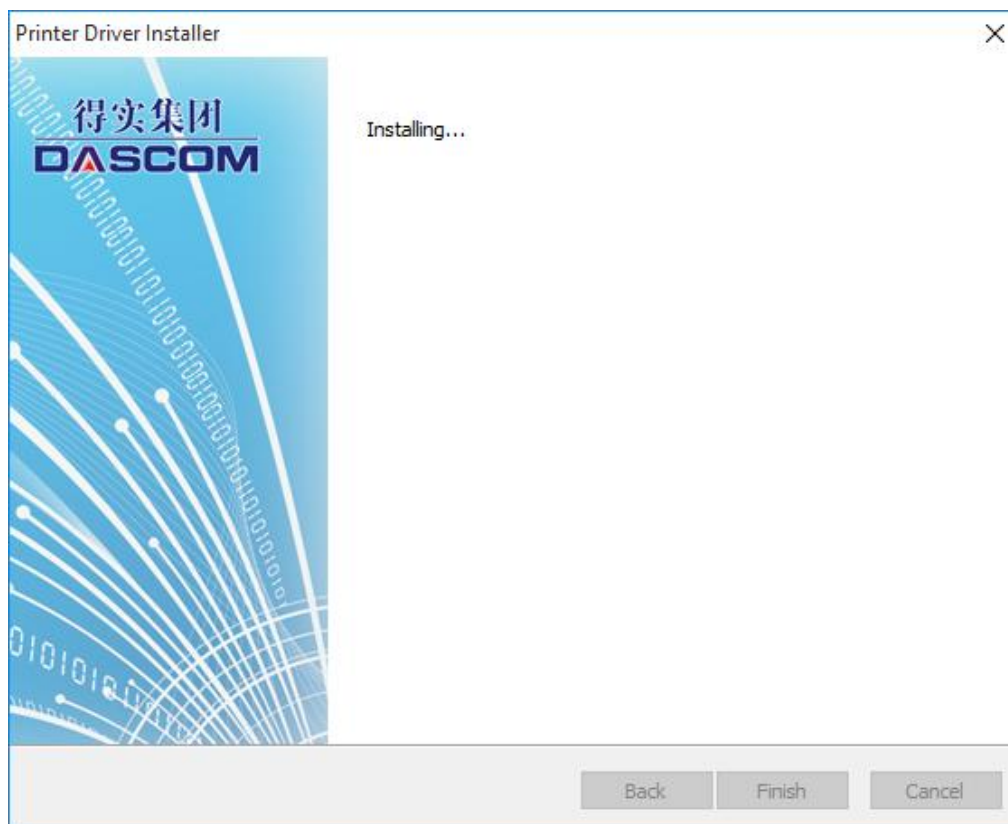 Printer Driver Installer
得实集团
DASCOM
Installing...
Back
Finish
Cancel